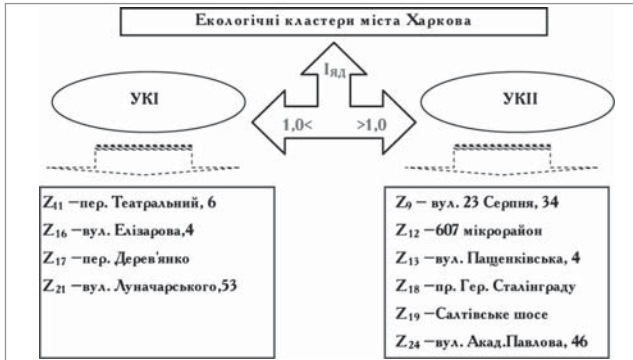 Екологічні кластери міста Харкова
Iяд
УКІ
УКІІ
1,0<
>1,0
Z11 –пер. Театральний, 6
Z16 –вул. Елізарова,4
Z17 –пер. Дерев'янко
Z21 –вул. Луначарського,53
Z9 – вул. 23 Серпня, 34
Z12 –607 мікрорайон
Z13 –вул. Пащенківська, 4
Z18 –пр. Гер. Сталінграду
Z19 –Салтівське шосе
Z24 –вул. Акад.Павлова, 46